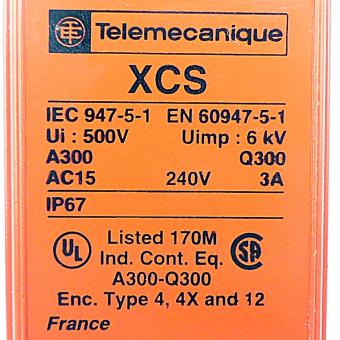 Telemecanique
XCS
IEC 947-5-1 EN 60947-5-1
Ui : 500V Uimp : 6 kV
A300 Q300
AC15 240V 3A
IP67
UL Listed 170M SA
Ind. Cont. Eq.
A300-Q300
Enc. Type 4, 4X and 12
France